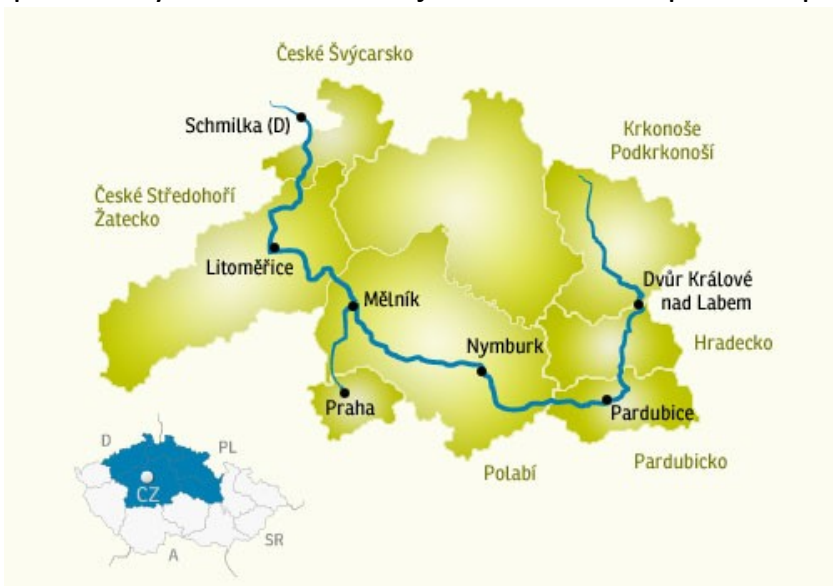 České Švýcarsko
Schmilka (D)
Krkonoše
Podkrkonoší
České Středohoří
Žatecko
Litoměřice
Mělník
Dvůr Králové
nad Labem
Nymburk
Hradecko
Praha
Pardubice
Polabí
Pardubicko
D
PL
CZ
SR
A